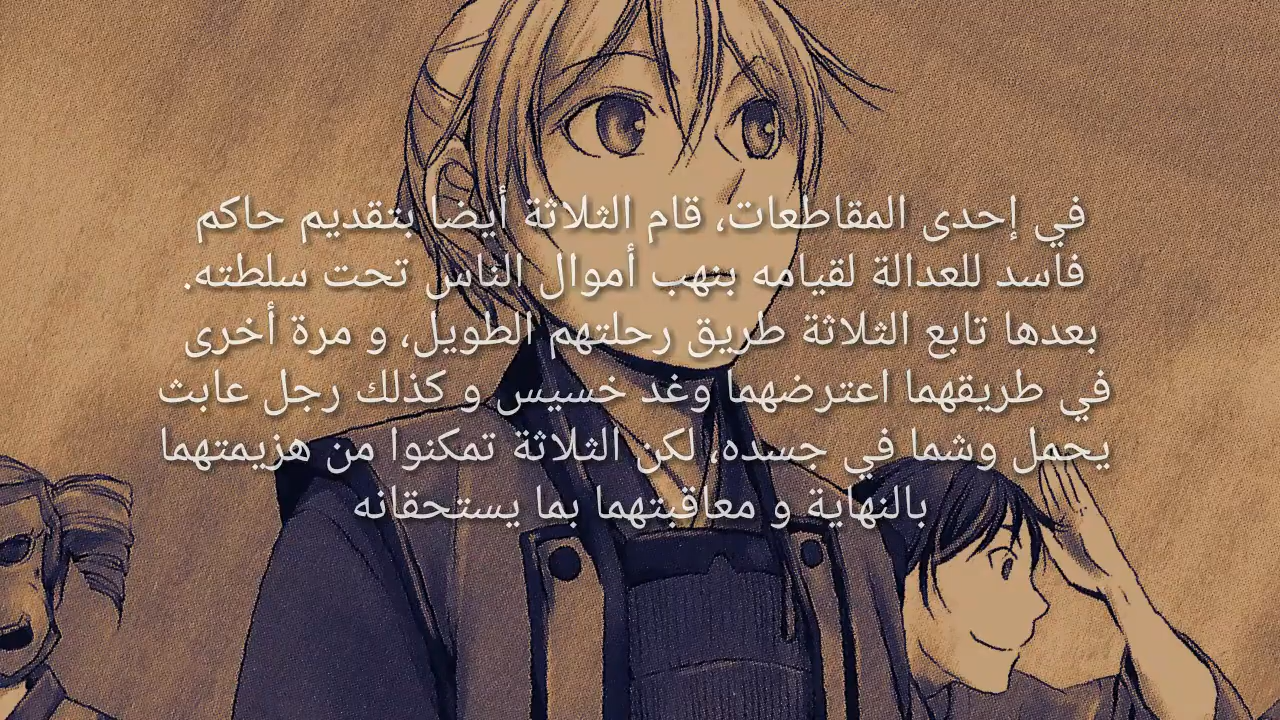 في إحدى المقاطعات، قام الثلاثة أيضا بتقديم حاكم
فاسد للعدالة لقيامه بنهب أموال الناس تحت سلطته.
بعدها تابع الثلاثة طريق رحلتهم الطويل، و مرة أخرى
في طريقهما اعترضهما وغد خسيس و كذلك رجل عابث
يحمل وشما في جسده، لكن الثلاثة تمكنوا من هزيمتهما
بالنهاية و معاقبتهما بما يستحقانه